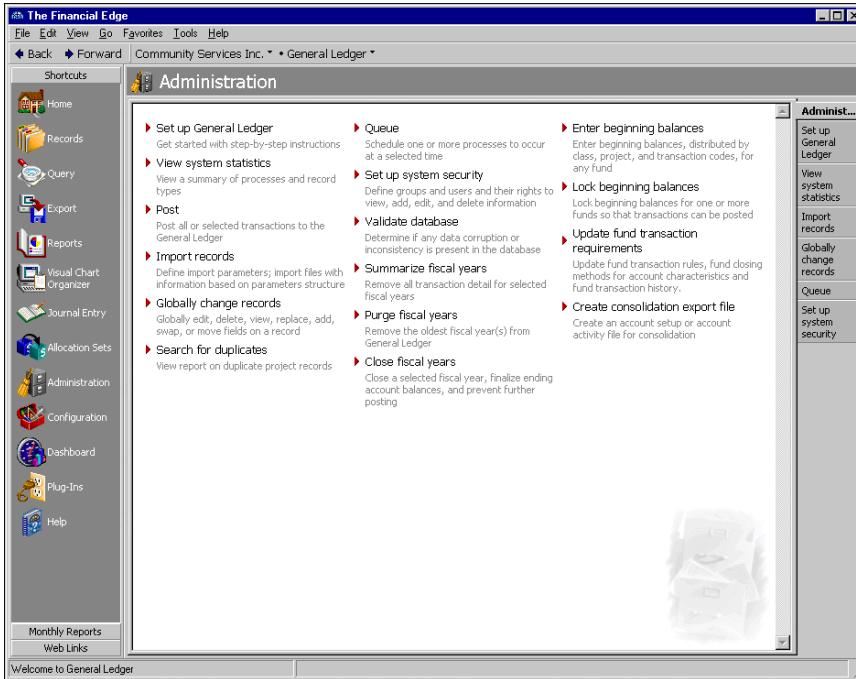 The Financial Edge
File Edit View Go Favorites Tools Help
Back Forward Community Services Inc. • General Ledger
Shortcuts
Home
Records
Query
Export
Reports
Visual Chart
Organizer
Journal Entry
Allocation Sets
Administration
Configuration
Dashboard
Plug-Ins
Help
Monthly Reports
Web Links
Administration
Set up General Ledger
Get started with step-by-step instructions
View system statistics
View a summary of processes and record
types
Post
Post all or selected transactions to the
General Ledger
Import records
Define import parameters; import files with
information based on parameters structure
Globally change records
Globally edit, delete, view, replace, add,
swap, or move fields on a record
Search for duplicates
View report on duplicate project records
Queue
Schedule one or more processes to occur
at a selected time
Set up system security
Define groups and users and their rights to
view, add, edit, and delete information
Validate database
Determine if any data corruption or
inconsistency is present in the database
Summarize fiscal years
Remove all transaction detail for selected
fiscal years
Purge fiscal years
Remove the oldest fiscal year(s) from
General Ledger
Close fiscal years
Close a selected fiscal year, finalize ending
account balances, and prevent further
posting
Enter beginning balances
Enter beginning balances, distributed by
class, project, and transaction codes, for
any fund
Lock beginning balances
Lock beginning balances for one or more
funds so that transactions can be posted
Update fund transaction
requirements
Update fund transaction rules, fund closing
methods for account characteristics and
fund transaction history.
Create consolidation export file
Create an account setup or account
activity file for consolidation
Administ...
Set up
General
Ledger
View
system
statistics
Import
records
Globally
change
records
Queue
Set up
system
security
Welcome to General Ledger